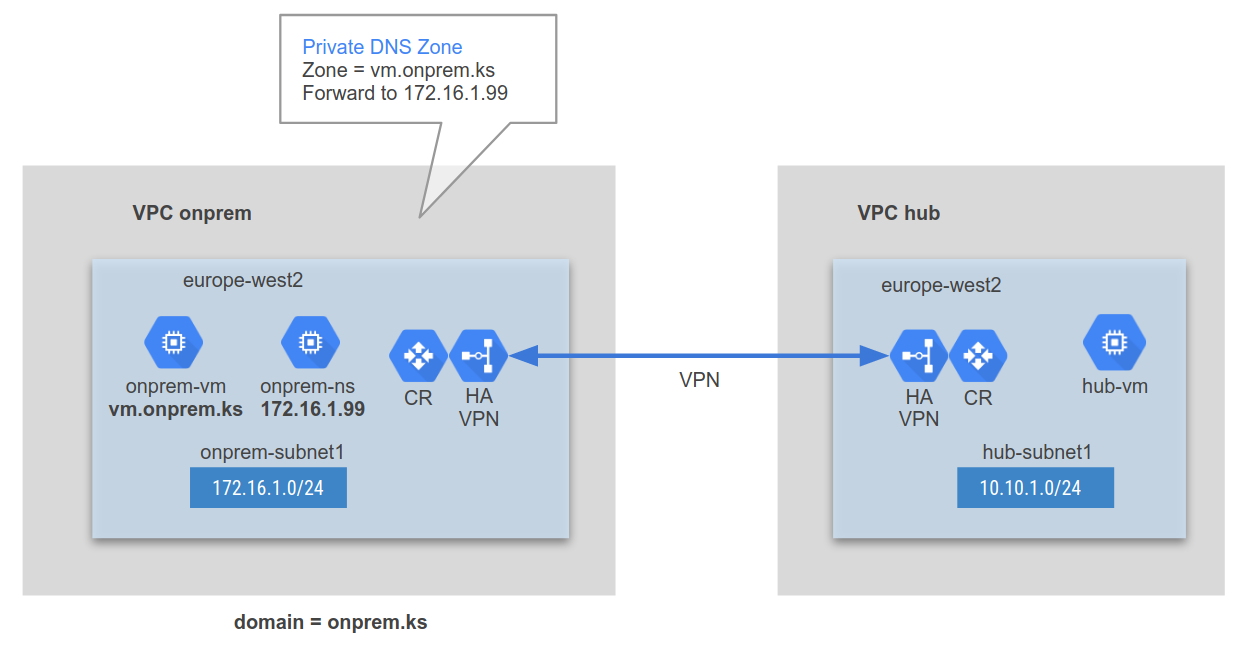 Private DNS Zone
Zone = vm.onprem.ks
Forward to 172.16.1.99
VPC onprem
europe-west2
onprem-vm
vm.onprem.ks
onprem-ns
172.16.1.99
CR
HA
VPN
onprem-subnet1
172.16.1.0/24
domain = onprem.ks
VPN
VPC hub
europe-west2
HA
VPN
CR
hub-vm
hub-subnet1
10.10.1.0/24